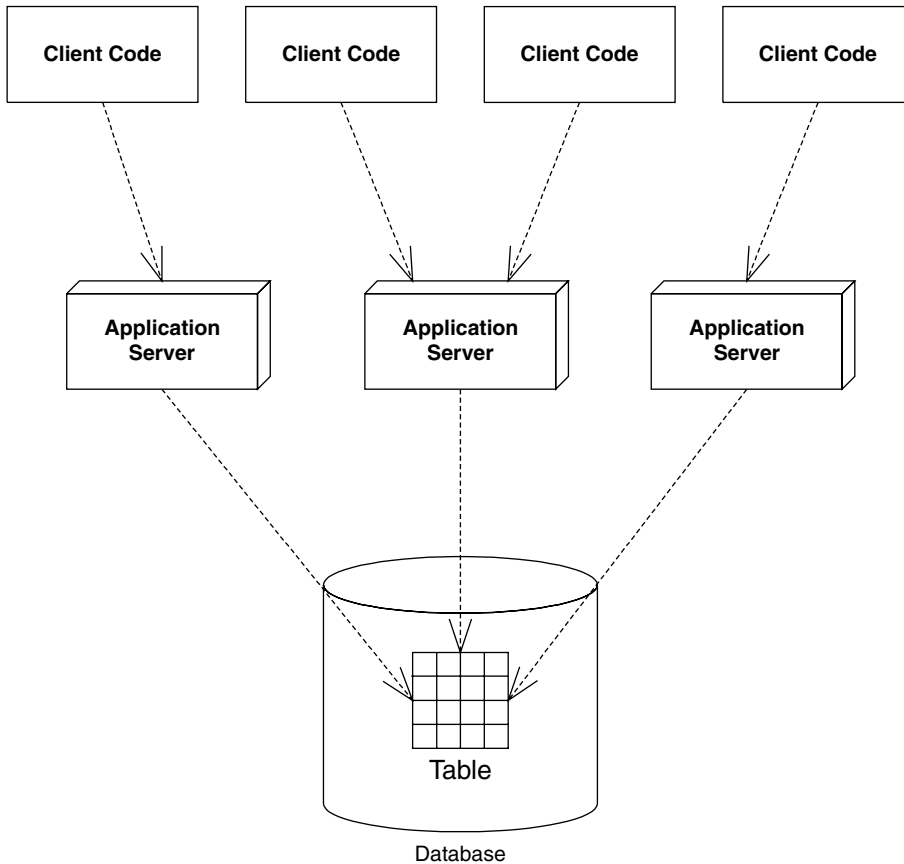 Client Code
Client Code
Client Code
Client Code
Application
Server
Application
Server
Application
Server
Table
Database